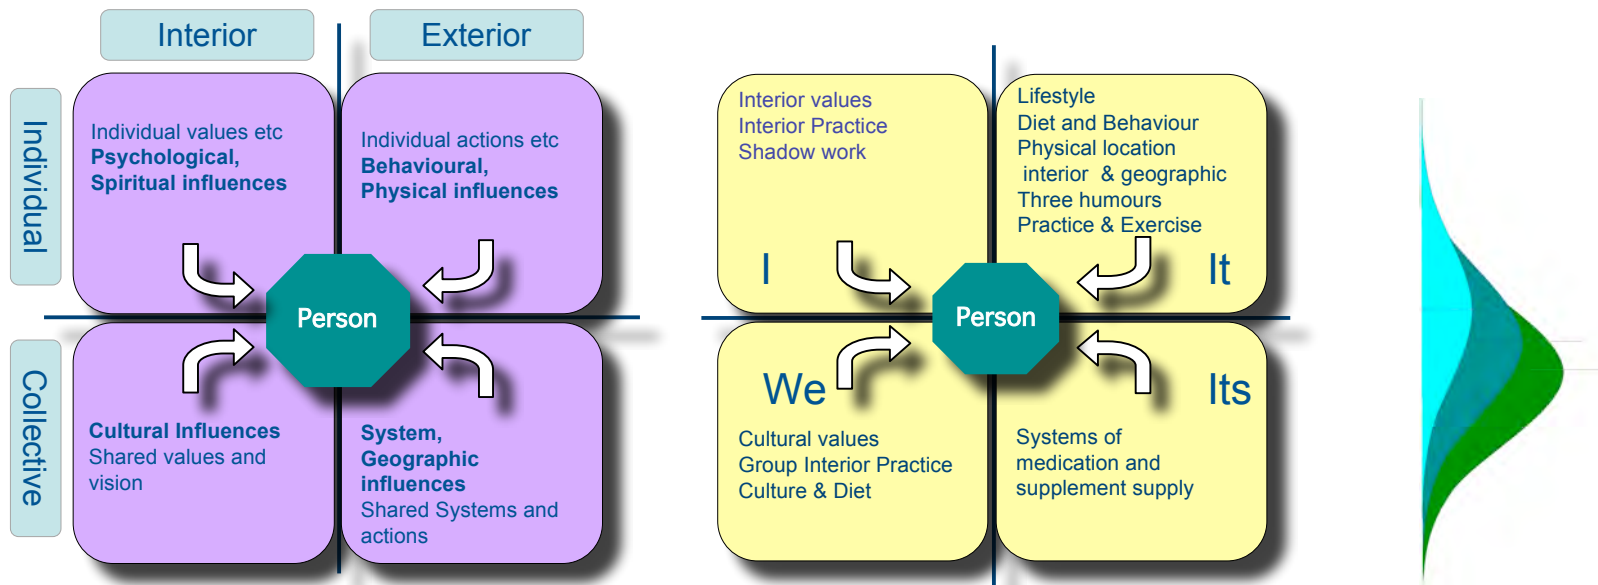 Interior
Exterior
Individual
Collective
Individual values etc
Psychological,
Spiritual influences
Individual actions etc
Behavioural,
Physical influences
Person
Cultural Influences
Shared values and
vision
System,
Geographic
influences
Shared Systems and
actions
Interior values
Interior Practice
Shadow work
I
Lifestyle
Diet and Behaviour
Physical location
interior & geographic
Three humours
Practice & Exercise
It
Person
We
Cultural values
Group Interior Practice
Culture & Diet
Its
Systems of
medication and
supplement supply